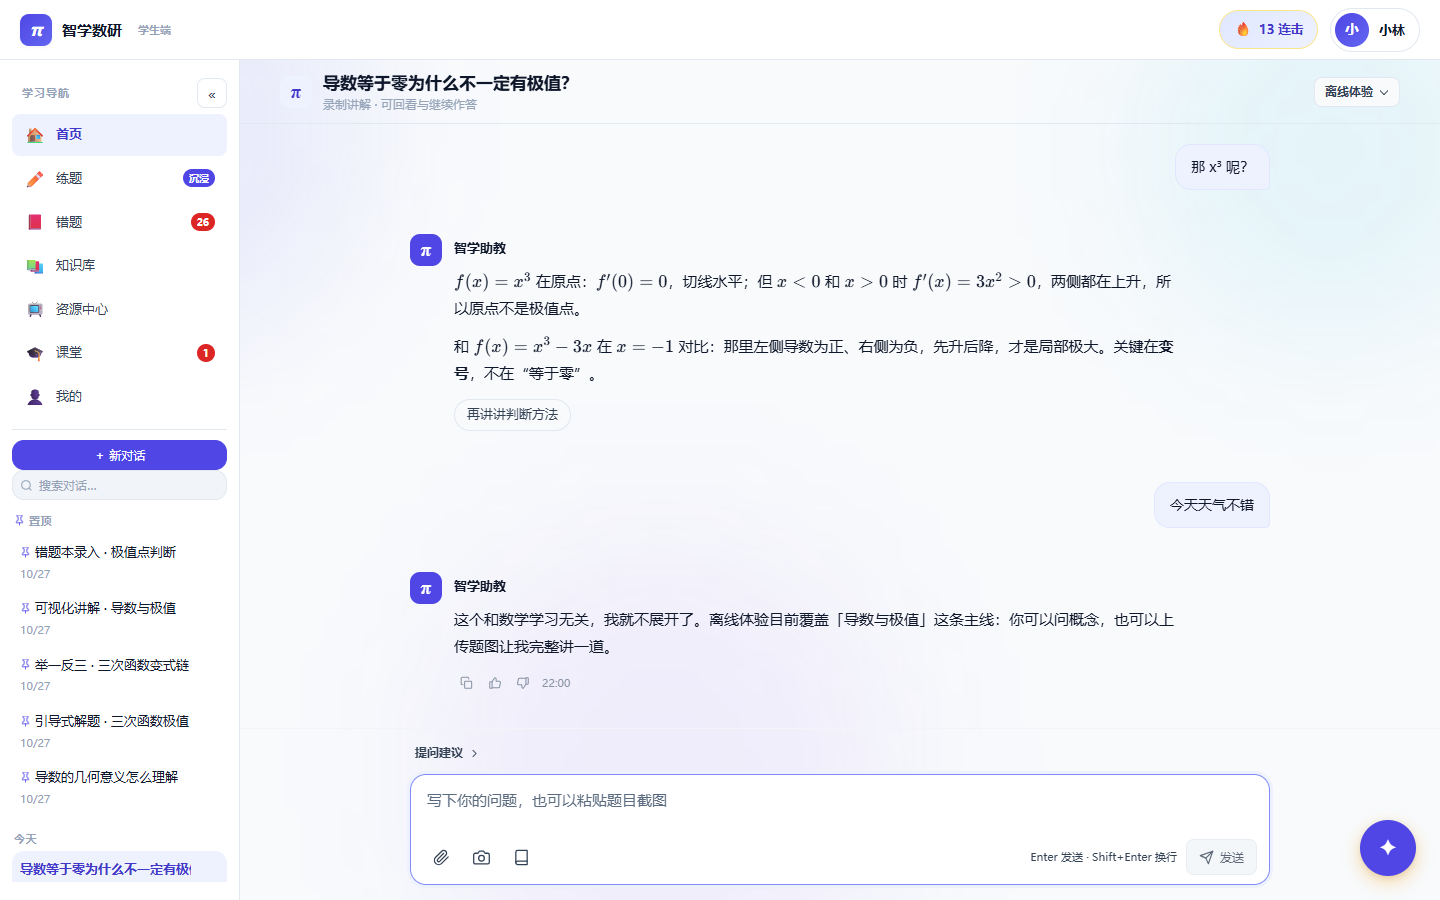 π 智学数研 学生端
13 连击
小 小林
学习导航 «
首页
练题 沉浸
错题 26
知识库
资源中心
课堂 1
我的
+ 新对话
搜索对话...
置顶
错题本录入 · 极值点判断
10/27
可视化讲解 · 导数与极值
10/27
举一反三 · 三次函数变式链
10/27
引导式解题 · 三次函数极值
10/27
导数的几何意义怎么理解
10/27
今天
导数等于零为什么不一定有极
π 导数等于零为什么不一定有极值？
录制讲解 · 可回看与继续作答
离线体验
那 x³ 呢？
π 智学助教
f(x) = x³ 在原点：f′(0) = 0，切线水平；但 x < 0 和 x > 0 时 f′(x) = 3x² > 0，两侧都在上升，所
以原点不是极值点。
和 f(x) = x³ − 3x 在 x = −1 对比：那里左侧导数为正、右侧为负，先升后降，才是局部极大。关键在变
号，不在“等于零”。
再讲讲判断方法
今天天气不错
π 智学助教
这个和数学学习无关，我就不展开了。离线体验目前覆盖「导数与极值」这条主线：你可以问概念，也可以上
传题图让我完整讲一道。
22:00
提问建议
写下你的问题，也可以粘贴题目截图
Enter 发送 · Shift+Enter 换行 发送